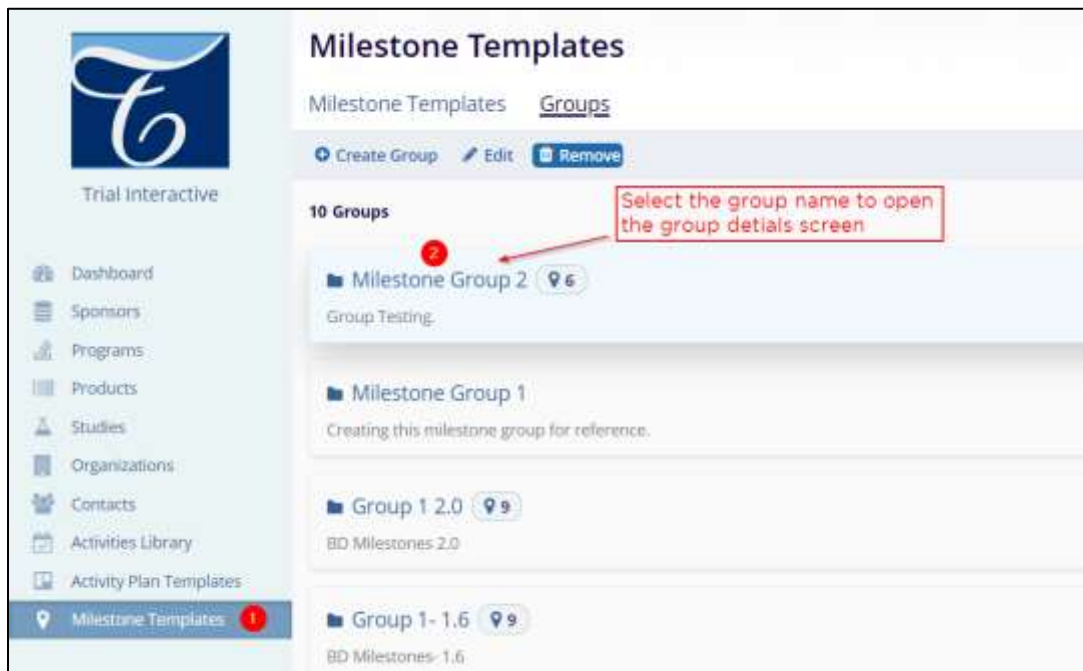 Milestone Templates
Milestone Templates Groups
Create Group Edit Remove
Trial Interactive
10 Groups
Select the group name to open
the group detials screen
2
Milestone Group 2 6
Group Testing.
Milestone Group 1
Creating this milestone group for reference.
Group 1 2.0 9
BD Milestones 2.0
Group 1- 1.6 9
BD Milestones- 1.6
Dashboard
Sponsors
Programs
Products
Studies
Organizations
Contacts
Activities Library
Activity Plan Templates
Milestone Templates 1